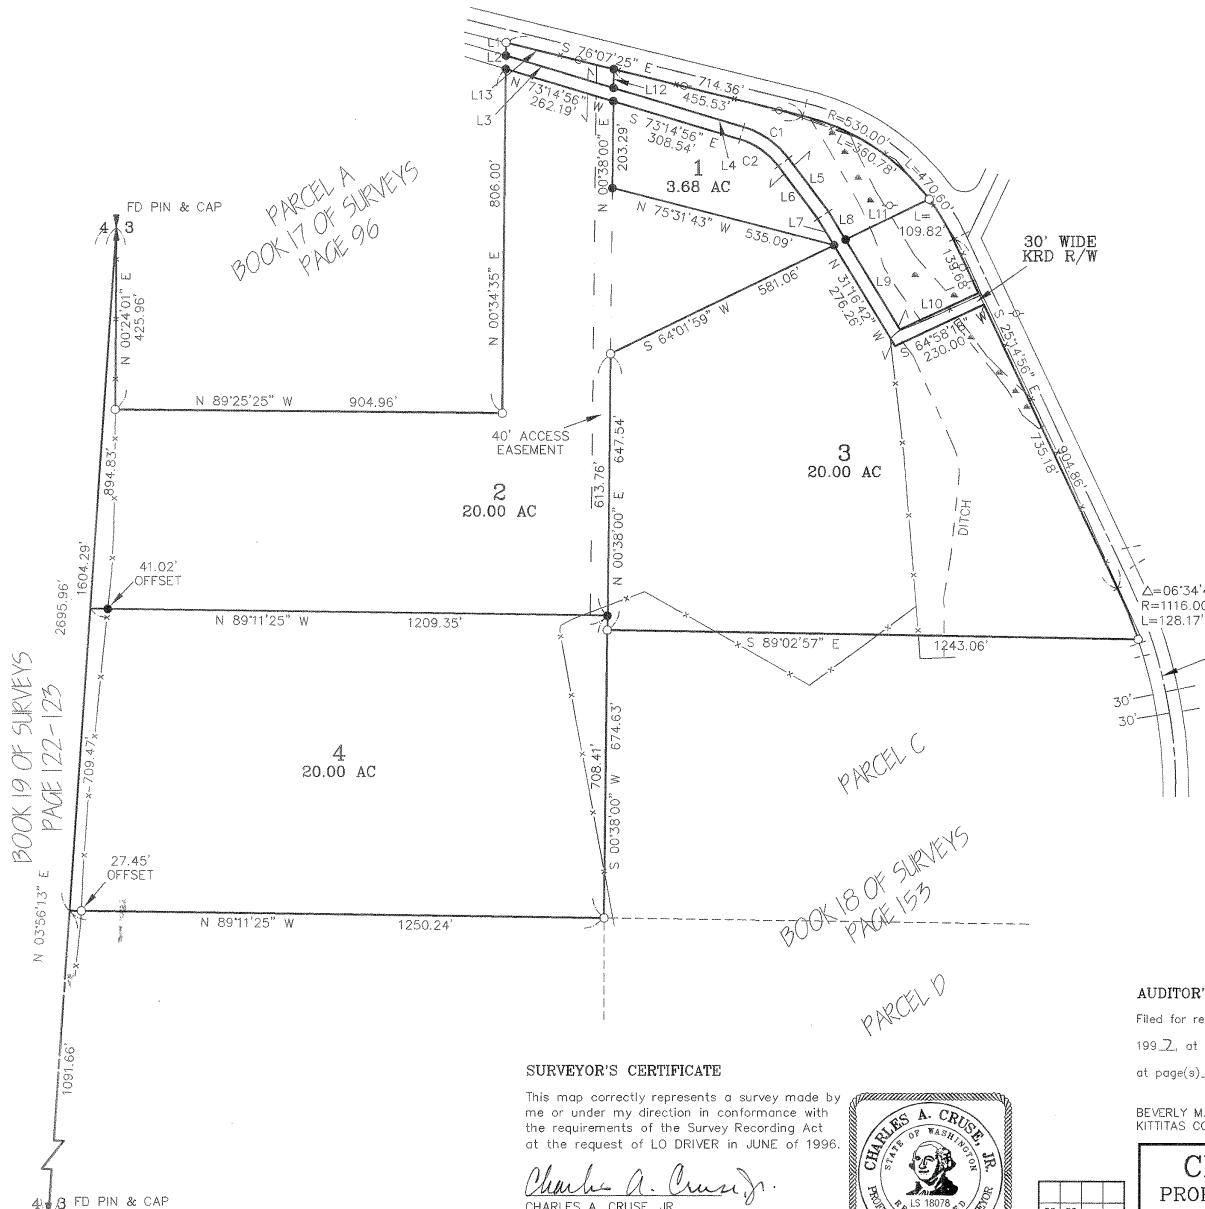 L1
L2
S 76°07'25" E
714.36'
L12
455.53'
L13
L3
N 73°14'56" W
262.19'
S 73°14'56" E
308.54'
L4
C1
C2
R=530.00'
L=360.78'
L=470.60'
L5
L6
L7
L8
L11
L=
109.82'
139.68'
N 00°38'00" E
203.29'
1
3.68 AC
N 75°31'43" W
535.09'
30' WIDE
KRD R/W
L9
L10
N 31°16'42" W
276.26'
S 64°58'18" W
230.00'
S 64°01'59" W
581.06'
S 25°14'56" E
904.86'
735.18'
PARCEL A
BOOK 17 OF SURVEYS
PAGE 96
FD PIN & CAP
4 3
N 00°24'01" E
425.96'
806.00'
N 00°34'35" E
N 89°25'25" W
904.96'
40' ACCESS
EASEMENT
647.54'
613.76'
N 00°38'00" E
894.83'
2
20.00 AC
3
20.00 AC
DITCH
1604.29'
2695.96'
41.02'
OFFSET
N 89°11'25" W
1209.35'
S 89°02'57" E
1243.06'
Δ=06°34'
R=1116.00
L=128.17'
30'
30'
BOOK 19 OF SURVEYS
PAGE 122-123
709.47'
4
20.00 AC
674.63'
708.41'
S 00°38'00" W
PARCEL C
BOOK 18 OF SURVEYS
PAGE 153
PARCEL D
27.45'
OFFSET
N 03°56'13" E
N 89°11'25" W
1250.24'
1091.66'
4 3 FD PIN & CAP
SURVEYOR'S CERTIFICATE
This map correctly represents a survey made by
me or under my direction in conformance with
the requirements of the Survey Recording Act
at the request of LO DRIVER in JUNE of 1996.
Charles A. Cruse, Jr.
CHARLES A. CRUSE, JR.
CHARLES A. CRUSE, JR.
STATE OF WASHINGTON
LS 18078
AUDITOR'
Filed for re
1992, at
at page(s)
BEVERLY M.
KITTITAS CO
C
PROP